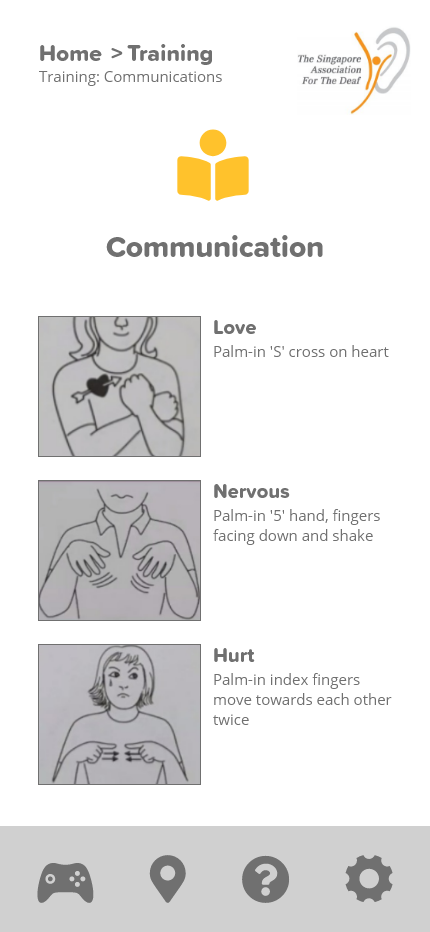 Home > Training
Training: Communications
The Singapore
Association
For The Deaf
Communication
Love
Palm-in 'S' cross on heart
Nervous
Palm-in '5' hand, fingers
facing down and shake
Hurt
Palm-in index fingers
move towards each other
twice